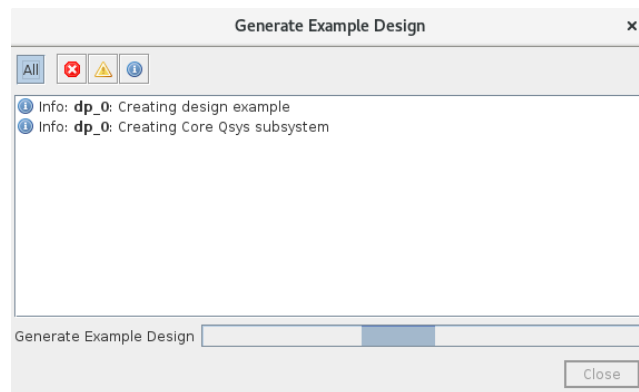 Generate Example Design ×
All
Info: dp_0: Creating design example
Info: dp_0: Creating Core Qsys subsystem
Generate Example Design
Close